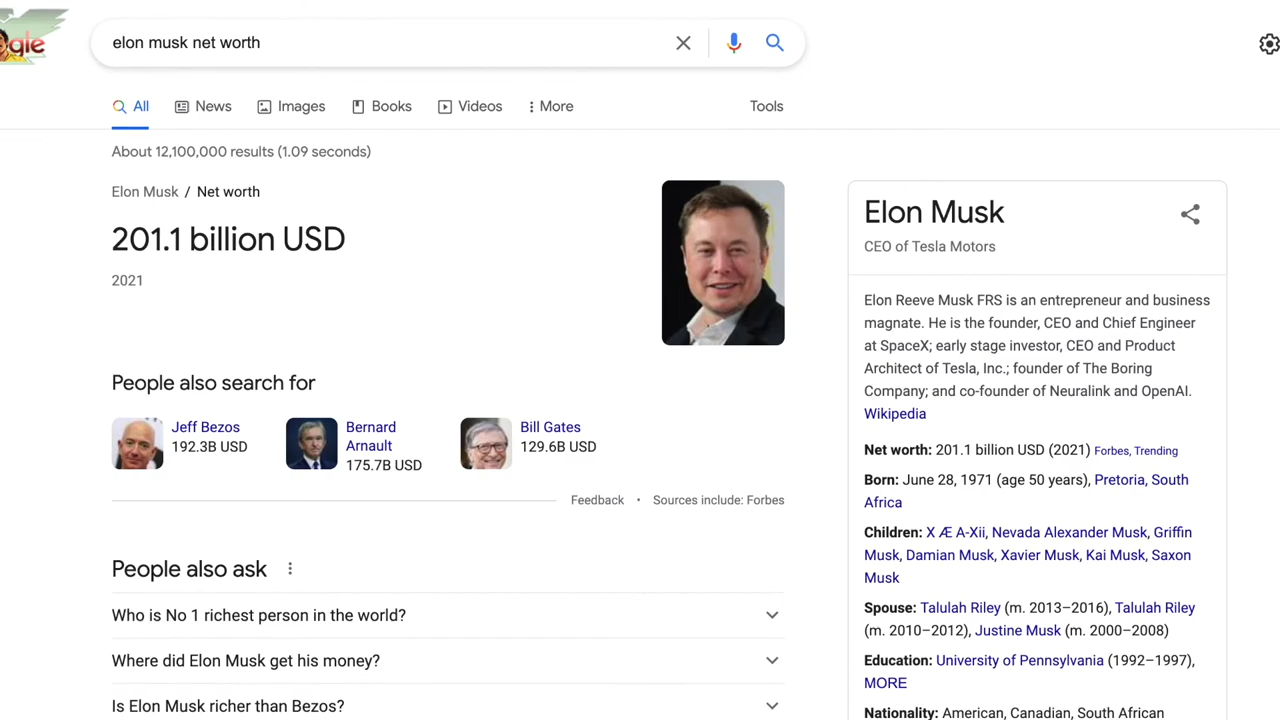 gle
elon musk net worth
All News Images Books Videos More Tools
About 12,100,000 results (1.09 seconds)
Elon Musk / Net worth
201.1 billion USD
2021
People also search for
Jeff Bezos
192.3B USD
Bernard
Arnault
175.7B USD
Bill Gates
129.6B USD
Feedback • Sources include: Forbes
People also ask
Who is No 1 richest person in the world?
Where did Elon Musk get his money?
Is Elon Musk richer than Bezos?
Elon Musk
CEO of Tesla Motors
Elon Reeve Musk FRS is an entrepreneur and business
magnate. He is the founder, CEO and Chief Engineer
at SpaceX; early stage investor, CEO and Product
Architect of Tesla, Inc.; founder of The Boring
Company; and co-founder of Neuralink and OpenAI.
Wikipedia
Net worth: 201.1 billion USD (2021) Forbes, Trending
Born: June 28, 1971 (age 50 years), Pretoria, South
Africa
Children: X Æ A-Xii, Nevada Alexander Musk, Griffin
Musk, Damian Musk, Xavier Musk, Kai Musk, Saxon
Musk
Spouse: Talulah Riley (m. 2013–2016), Talulah Riley
(m. 2010–2012), Justine Musk (m. 2000–2008)
Education: University of Pennsylvania (1992–1997),
MORE
Nationality: American, Canadian, South African